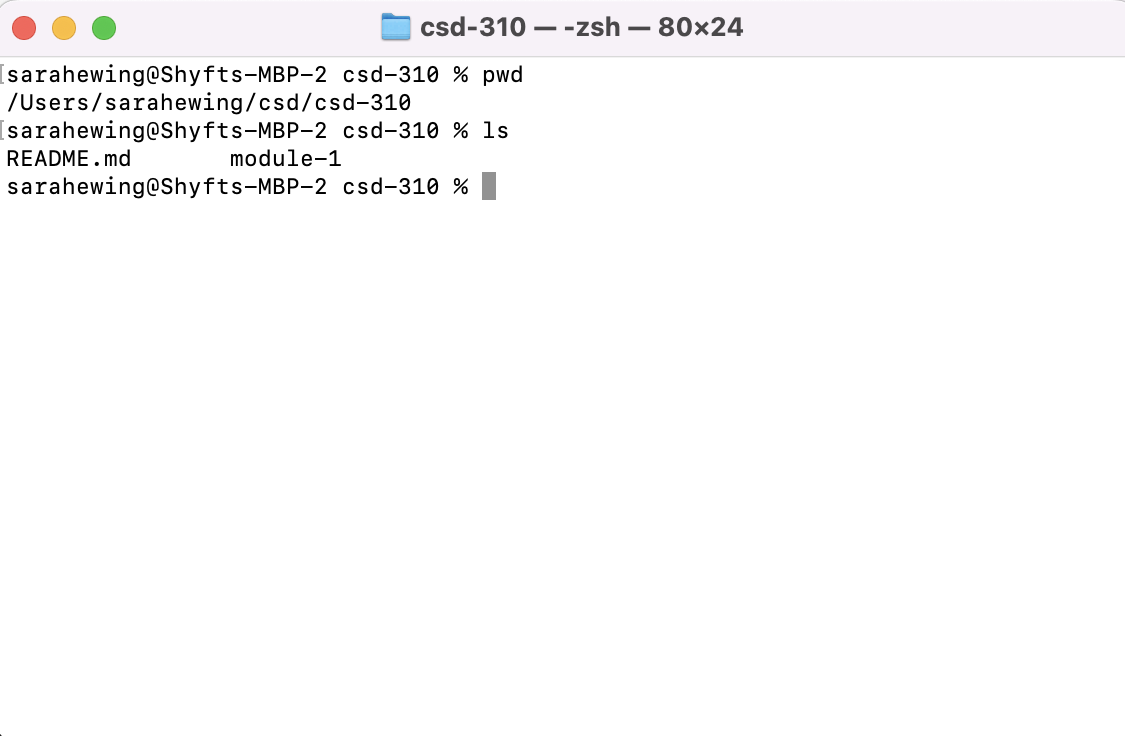 csd-310 — -zsh — 80×24
[sarahewing@Shyfts-MBP-2 csd-310 % pwd
/Users/sarahewing/csd/csd-310
[sarahewing@Shyfts-MBP-2 csd-310 % ls
README.md       module-1
sarahewing@Shyfts-MBP-2 csd-310 %